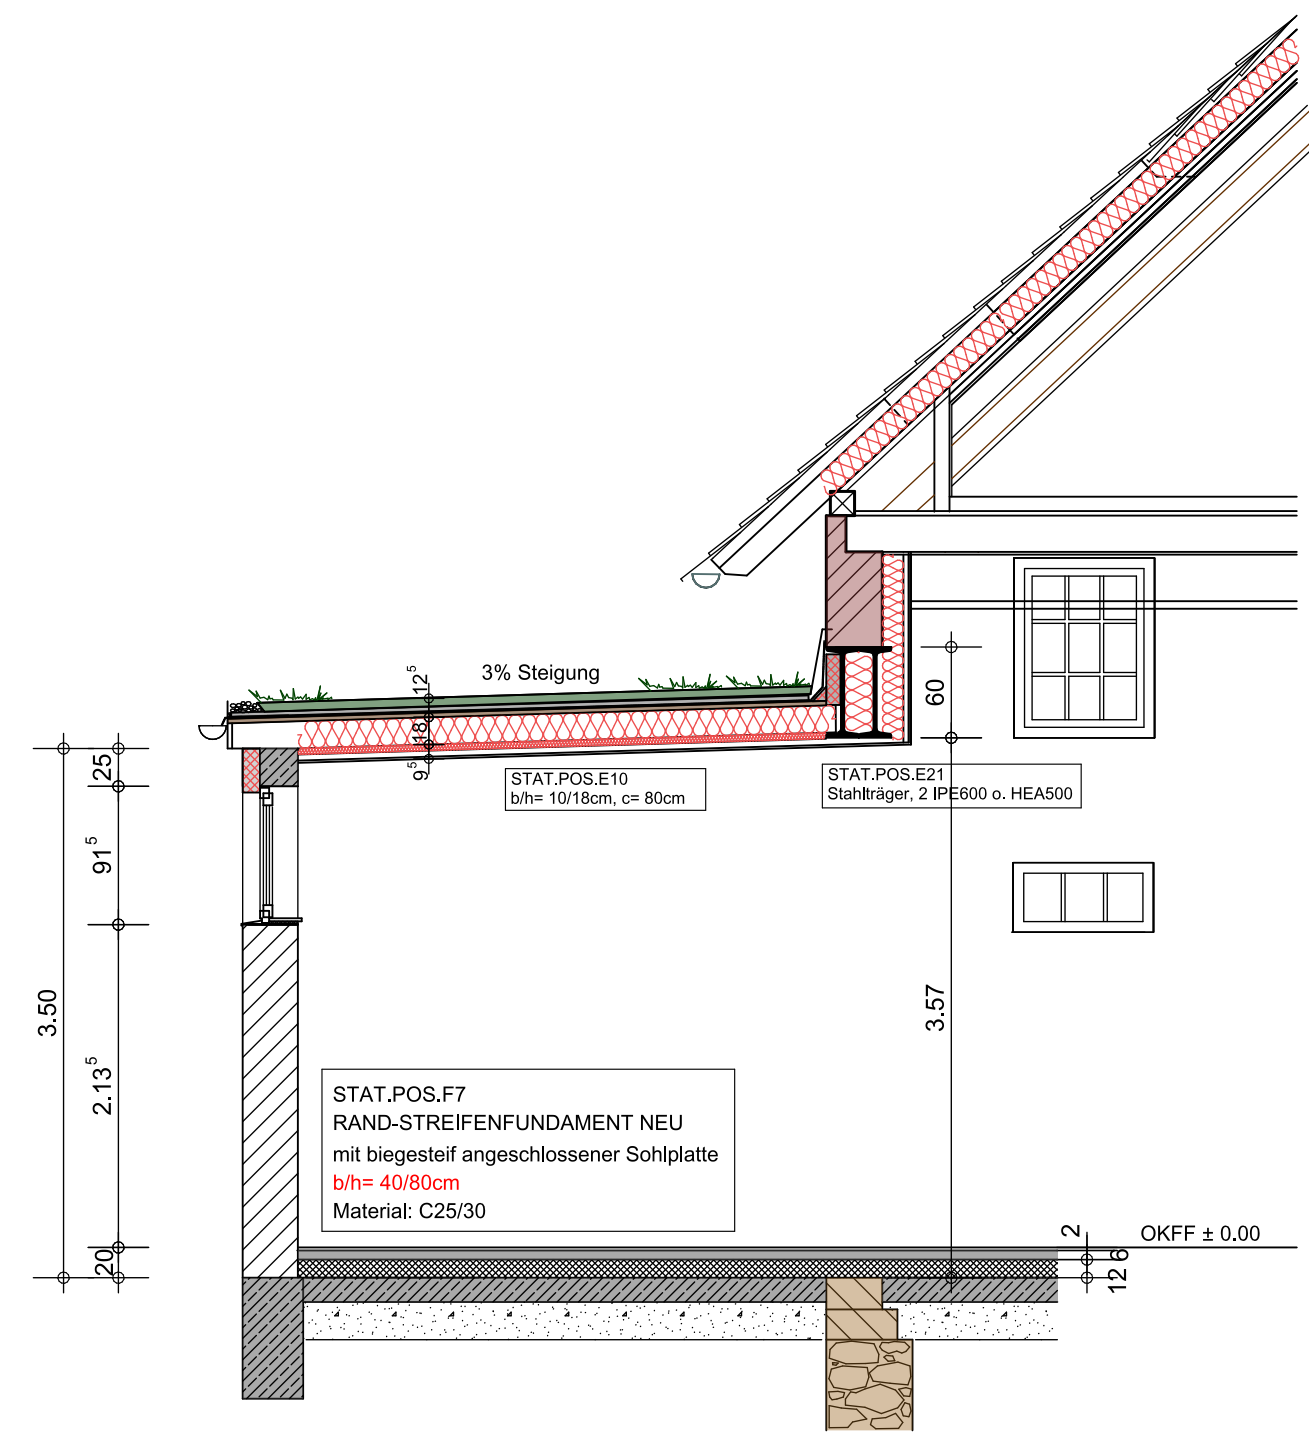 3% Steigung
12⁵
18
9⁵
60
STAT.POS.E10
b/h= 10/18cm, c= 80cm
STAT.POS.E21
Stahlträger, 2 IPE600 o. HEA500
25
91⁵
3.50
2.13⁵
20
3.57
STAT.POS.F7
RAND-STREIFENFUNDAMENT NEU
mit biegesteif angeschlossener Sohlplatte
b/h= 40/80cm
Material: C25/30
2
6
12
OKFF ± 0.00